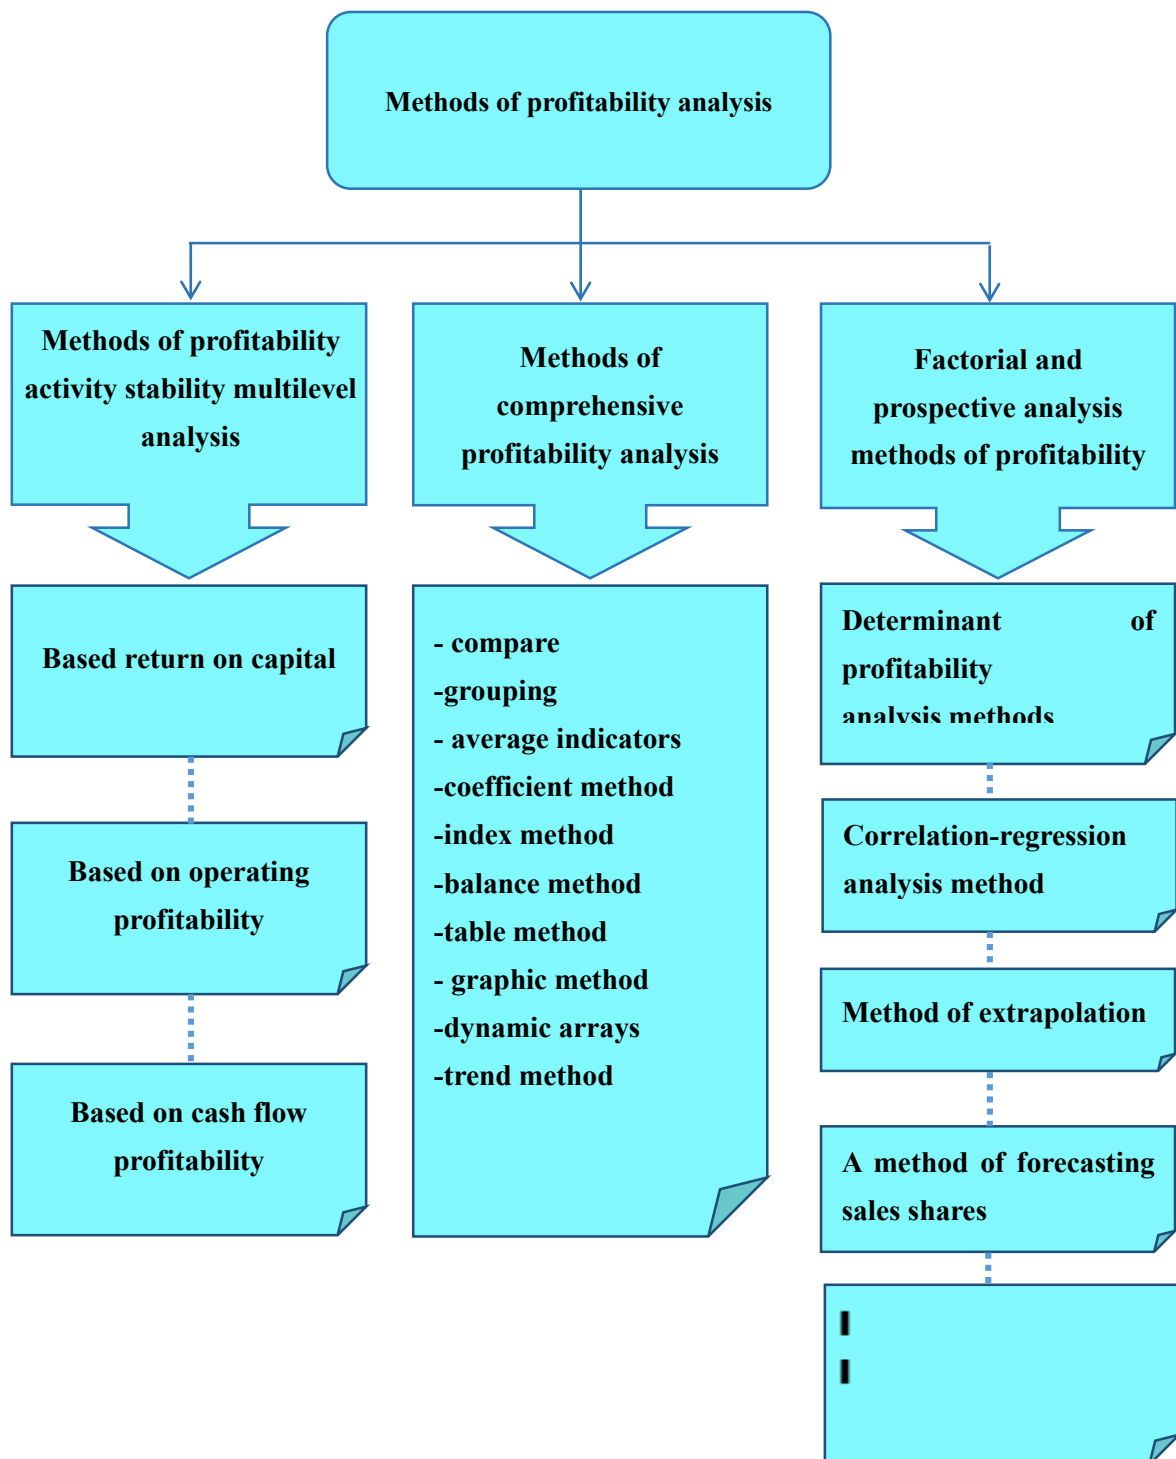 Methods of profitability analysis
Methods of profitability
activity stability multilevel
analysis
Methods of
comprehensive
profitability analysis
Factorial and
prospective analysis
methods of profitability
Based return on capital
Based on operating
profitability
Based on cash flow
profitability
- compare
-grouping
- average indicators
-coefficient method
-index method
-balance method
-table method
- graphic method
-dynamic arrays
-trend method
Determinant of
profitability
analysis methods
Correlation-regression
analysis method
Method of extrapolation
A method of forecasting
sales shares